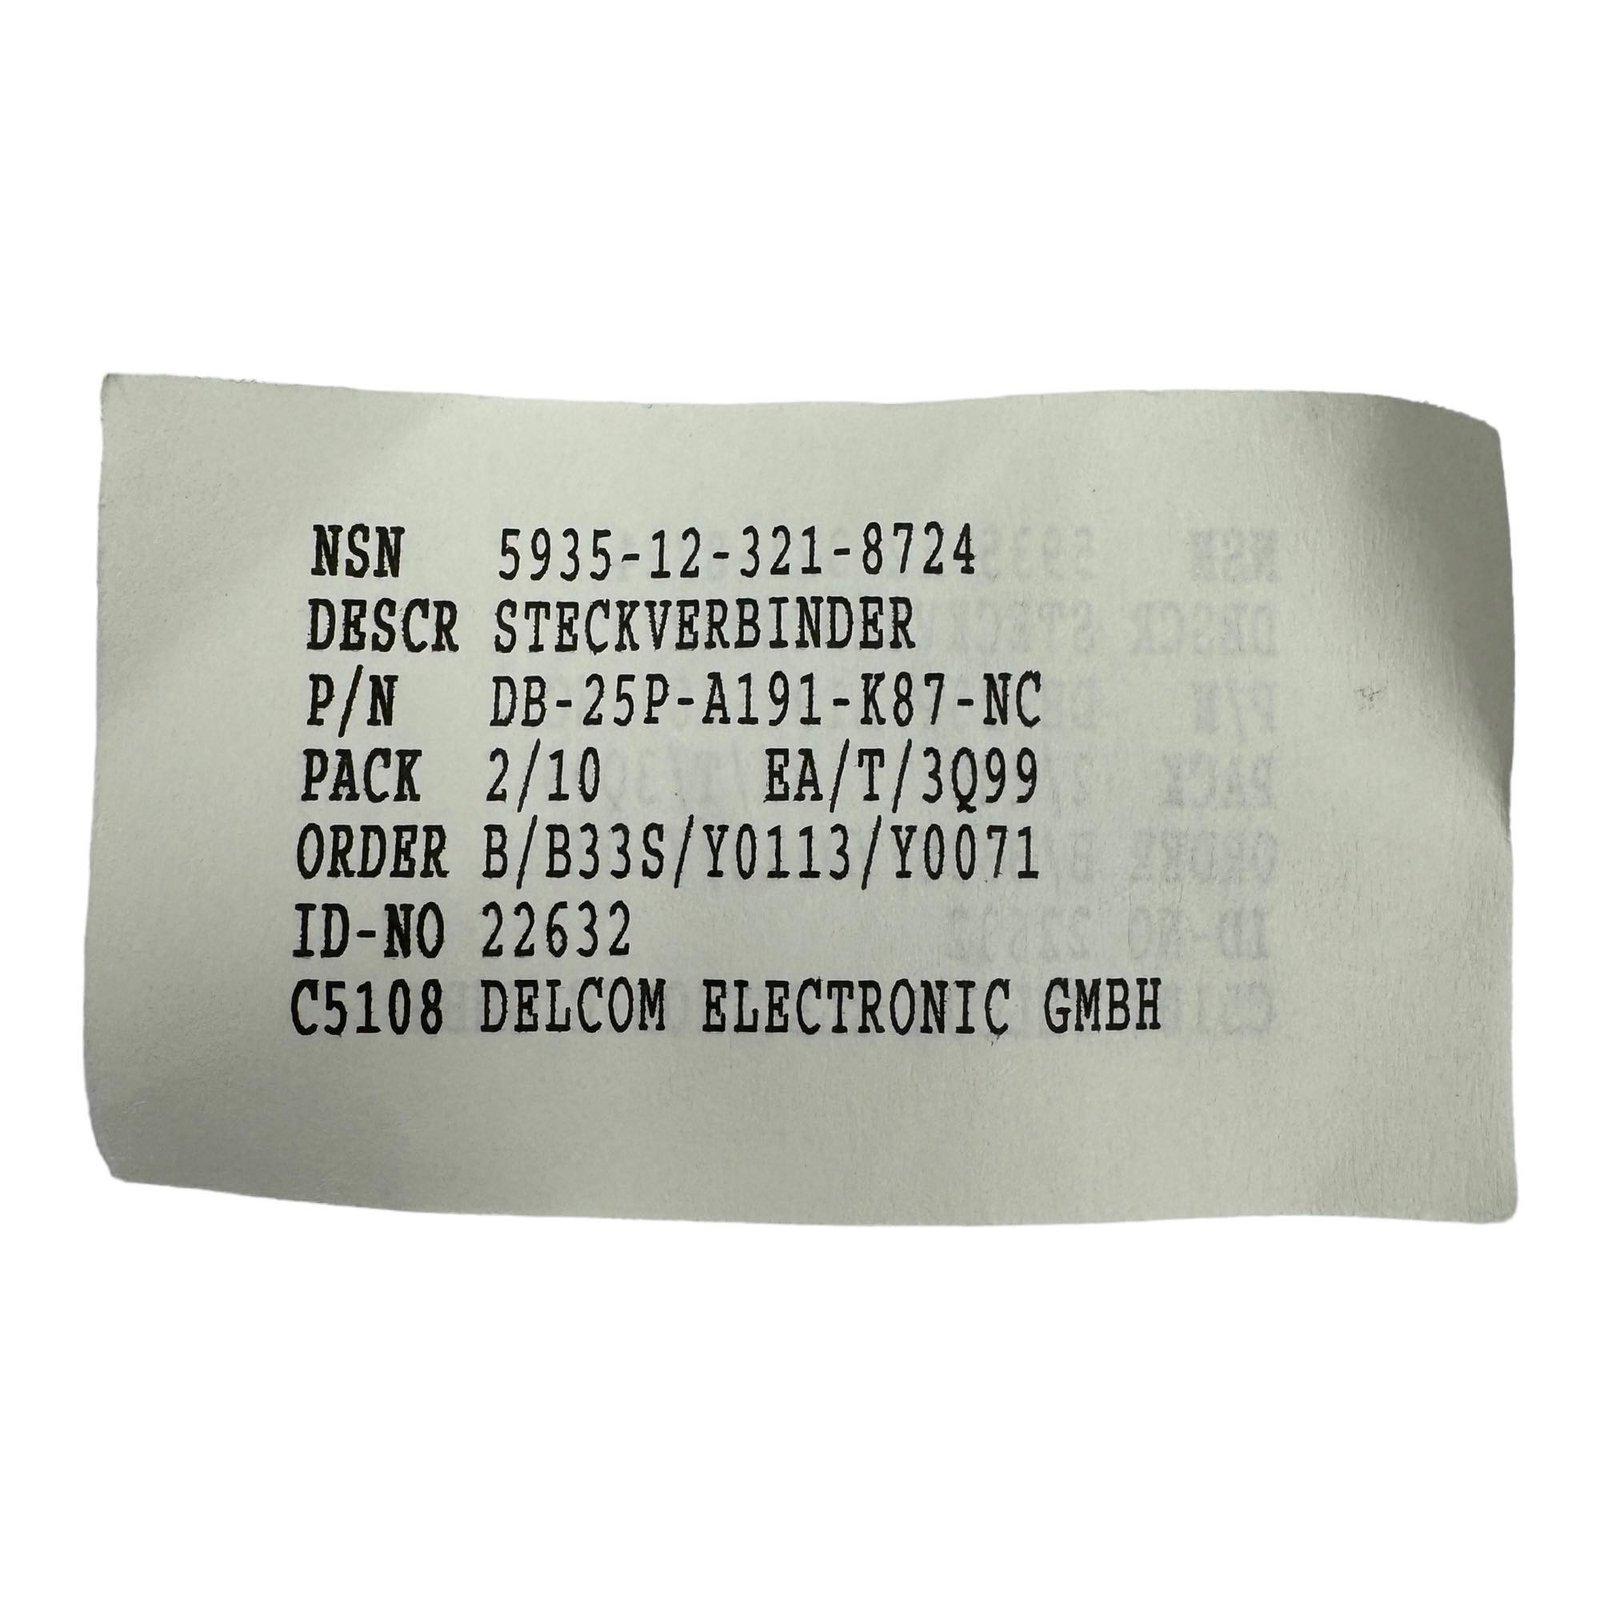 NSN 5935-12-321-8724
DESCR STECKVERBINDER
P/N DB-25P-A191-K87-NC
PACK 2/10 EA/T/3Q99
ORDER B/B33S/Y0113/Y0071
ID-NO 22632
C5108 DELCOM ELECTRONIC GMBH